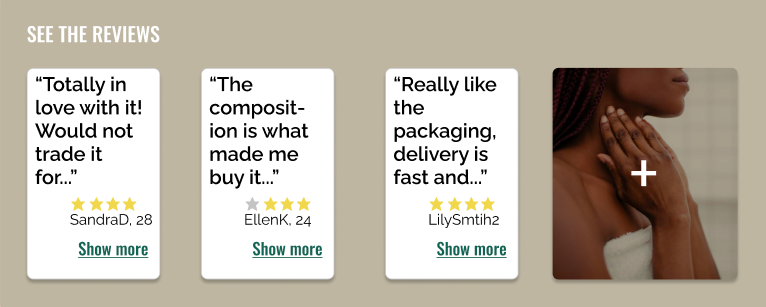 SEE THE REVIEWS
“Totally in
love with it!
Would not
trade it
for...”
SandraD, 28
Show more
“The
composit-
ion is what
made me
buy it...”
EllenK, 24
Show more
“Really like
the
packaging,
delivery is
fast and...”
LilySmtih2
Show more
+